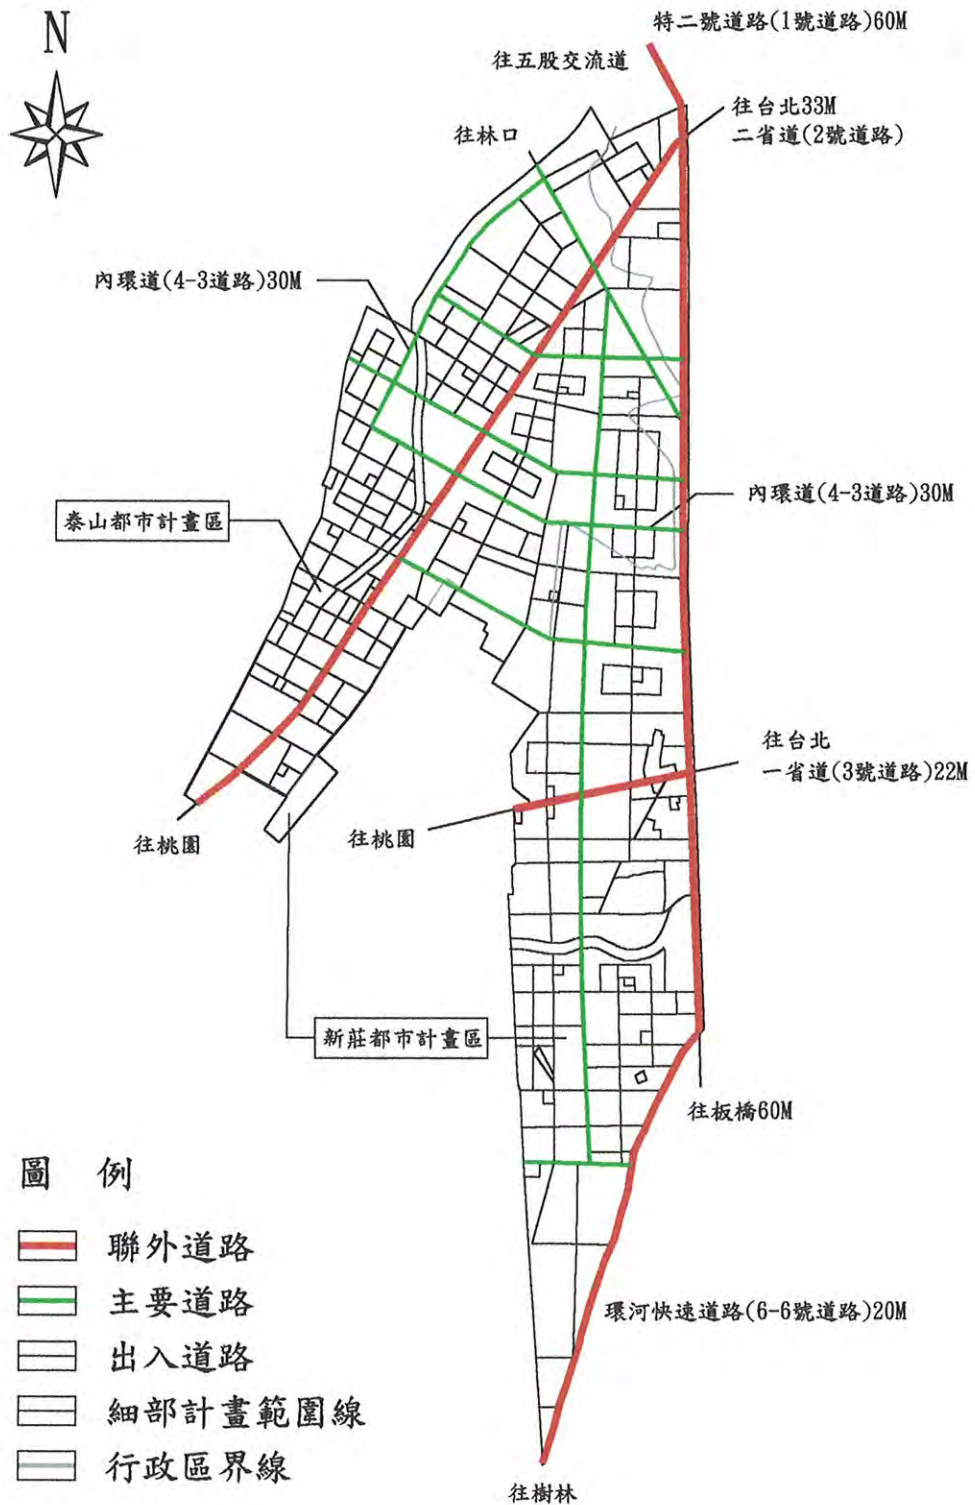 N
特二號道路(1號道路)60M
往五股交流道
往台北33M
二省道(2號道路)
往林口
內環道(4-3道路)30M
內環道(4-3道路)30M
泰山都市計畫區
往台北
一省道(3號道路)22M
往桃園
往桃園
新莊都市計畫區
往板橋60M
圖 例
聯外道路
主要道路
出入道路
細部計畫範圍線
行政區界線
環河快速道路(6-6號道路)20M
往樹林